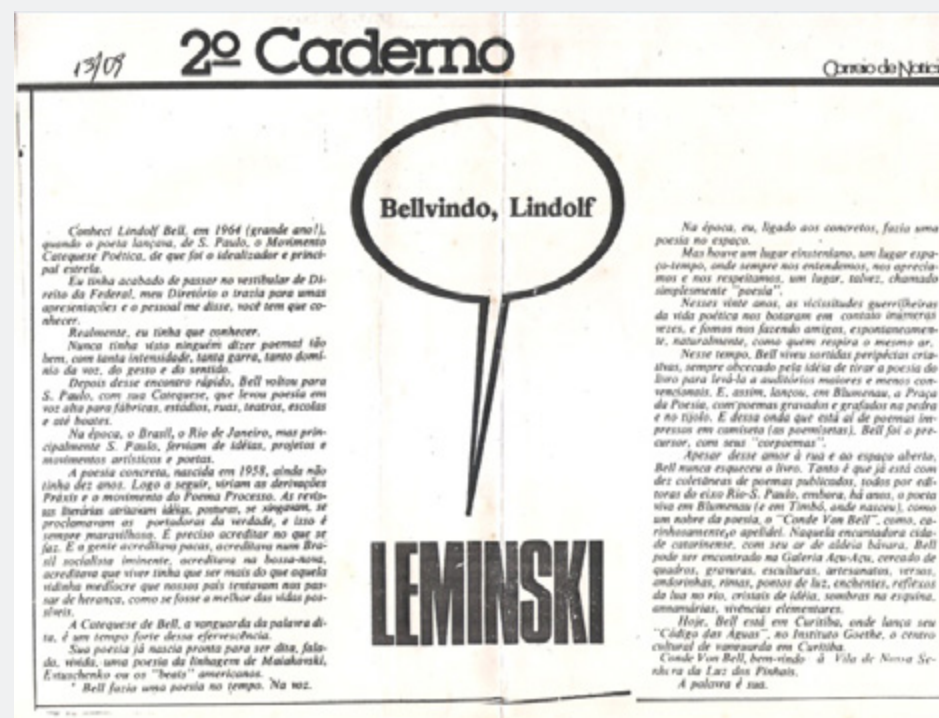 13/09
2º Caderno
Correio de Notíci
Bellvindo, Lindolf
Conheci Lindolf Bell, em 1964 (grande ano!),
quando o poeta lançava, de S. Paulo, o Movimento
Catequese Poética, de que foi o idealizador e princi-
pal estrela.
Eu tinha acabado de passar no vestibular de Di-
reito da Federal, meu Diretório o trazia para umas
apresentações e o pessoal me disse, você tem que co-
nhecer.
Realmente, eu tinha que conhecer.
Nunca tinha visto ninguém dizer poemas tão
bem, com tanta intensidade, tanta garra, tanto domí-
nio da voz, do gesto e do sentido.
Depois desse encontro rápido, Bell voltou para
S. Paulo, com sua Catequese, que levou poesia em
voz alta para fábricas, estádios, ruas, teatros, escolas
e até boates.
Na época, o Brasil, o Rio de Janeiro, mas prin-
cipalmente S. Paulo, ferviam de idéias, projetos e
movimentos artísticos e poetas.
A poesia concreta, nascida em 1958, ainda não
tinha dez anos. Logo a seguir, viriam as derivações
Práxis e o movimento do Poema Processo. As revis-
tas literárias atritavam idéias, posturas, se xingavam, se
proclamavam as portadoras da verdade, e isso é
sempre maravilhoso. É preciso acreditar no que se
faz. E a gente acreditava pacas, acreditava num Bra-
sil socialista iminente, acreditava na bossa-nova,
acreditava que viver tinha que ser mais do que aquela
vidinha medíocre que nossos pais tentavam nos pas-
sar de herança, como se fosse a melhor das vidas pos-
síveis.
A Catequese de Bell, a vanguarda da palavra di-
ta, é um tempo forte dessa efervescência.
Sua poesia já nascia pronta para ser dita, fala-
da, vivida, uma poesia da linhagem de Maiakovski,
Evtuschenko ou os "beats" americanos.
Bell fazia uma poesia no tempo. Na voz.
LEMINSKI
Na época, eu, ligado aos concretos, fazia uma
poesia no espaço.
Mas houve um lugar einsteniano, um lugar espa-
ço-tempo, onde sempre nos entendemos, nos aprecia-
mos e nos respeitamos, um lugar, talvez, chamado
simplesmente "poesia".
Nesses vinte anos, as vicissitudes guerrilheiras
da vida poética nos botaram em contato inúmeras
vezes, e fomos nos fazendo amigos, espontaneamen-
te, naturalmente, como quem respira o mesmo ar.
Nesse tempo, Bell viveu sortidas peripécias cria-
tivas, sempre obcecado pela idéia de tirar a poesia do
livro para levá-la a auditórios maiores e menos con-
vencionais. E, assim, lançou, em Blumenau, a Praça
da Poesia, com poemas gravados e grafados na pedra
e no tijolo. E dessa onda que está aí de poemas im-
pressos em camiseta (as poemisetas), Bell foi o pre-
cursor, com seus "corpoemas".
Apesar desse amor à rua e ao espaço aberto,
Bell nunca esqueceu o livro. Tanto é que já está com
dez coletâneas de poemas publicados, todos por edi-
toras do eixo Rio-S. Paulo, embora, há anos, o poeta
viva em Blumenau (e em Timbó, onde nasceu), como
um nobre da poesia, o "Conde Von Bell", como, ca-
rinhosamente, o apelidei. Naquela encantadora cida-
de catarinense, com seu ar de aldeia bávara, Bell
pode ser encontrado na Galeria Açu-Açu, cercado de
quadros, gravuras, esculturas, artesanatos, versos,
andorinhas, rimas, pontos de luz, enchentes, reflexos
da lua no rio, cristais de idéia, sombras na esquina,
annamárias, vivências elementares.
Hoje, Bell está em Curitiba, onde lança seu
"Código das Águas", no Instituto Goethe, o centro
cultural de vanguarda em Curitiba.
Conde Von Bell, bem-vindo à Vila de Nossa Se-
nhora da Luz dos Pinhais.
A palavra é sua.